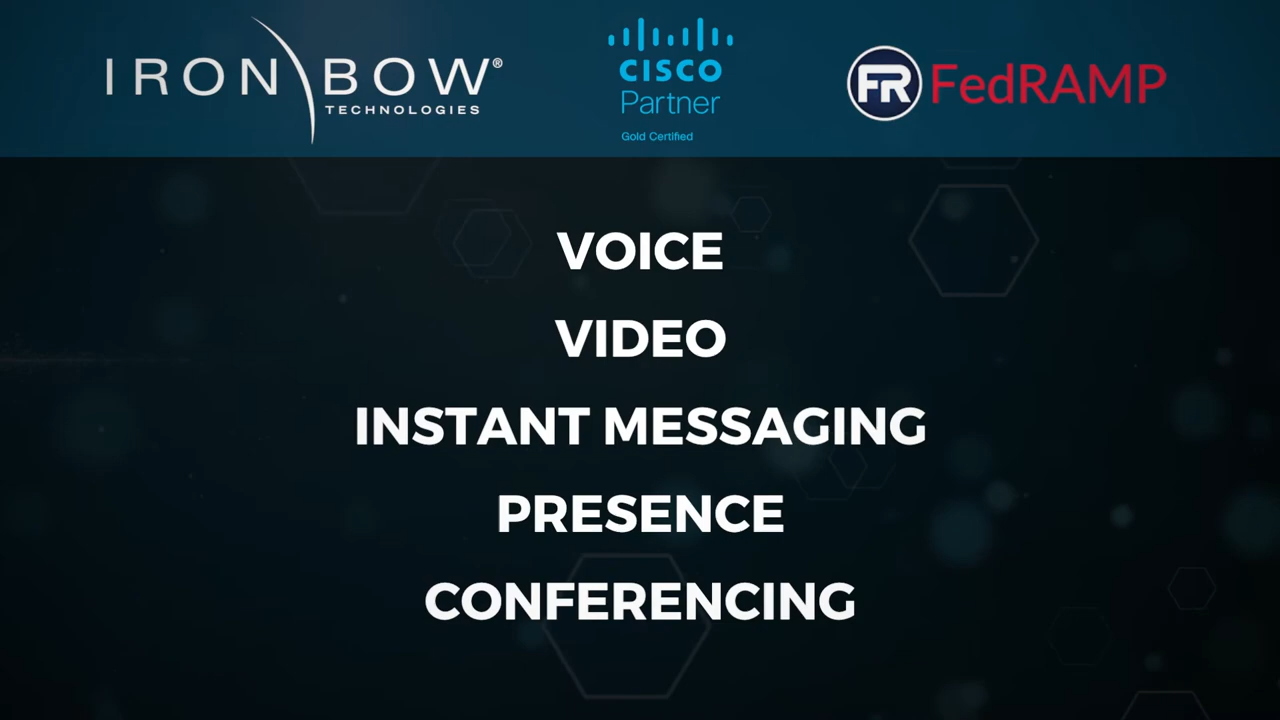 IRON BOW®
TECHNOLOGIES
CISCO
Partner
Gold Certified
FR FedRAMP
VOICE
VIDEO
INSTANT MESSAGING
PRESENCE
CONFERENCING